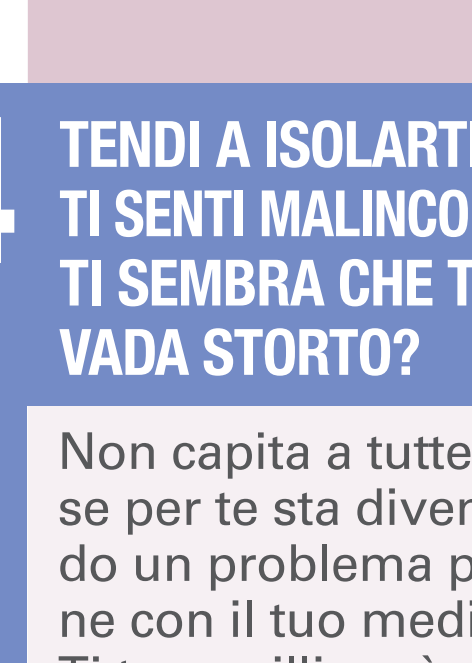 4
TENDI A ISOLARTI
TI SENTI MALINCO
TI SEMBRA CHE T
VADA STORTO?
Non capita a tutte
se per te sta diven
do un problema p
ne con il tuo medi